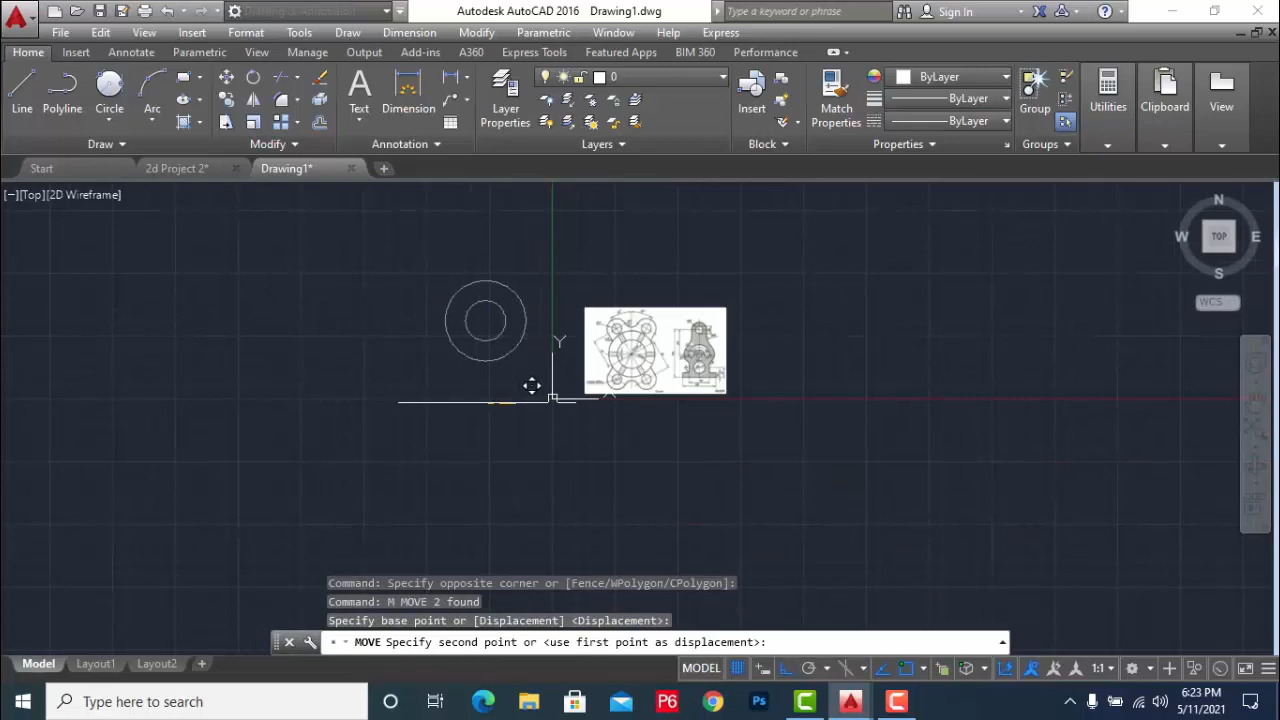 Drawing & Annotation
Autodesk AutoCAD 2016 Drawing1.dwg
Type a keyword or phrase
Sign In
File Edit View Insert Format Tools Draw Dimension Modify Parametric Window Help Express
Home Insert Annotate Parametric View Manage Output Add-ins A360 Express Tools Featured Apps BIM 360 Performance
Line Polyline Circle Arc
Text Dimension
Layer Properties
0
Insert
Match Properties
ByLayer
ByLayer
ByLayer
Group
Utilities
Clipboard
View
Draw Modify Annotation Layers Block Properties Groups
Start 2d Project 2* Drawing1*
[−][Top][2D Wireframe]
N
W TOP E
S
WCS
Y
X
Command: Specify opposite corner or [Fence/WPolygon/CPolygon]:
Command: M MOVE 2 found
Specify base point or [Displacement] <Displacement>:
MOVE Specify second point or <use first point as displacement>:
Model Layout1 Layout2
MODEL
1:1
Type here to search
P6
Ps
6:23 PM
5/11/2021